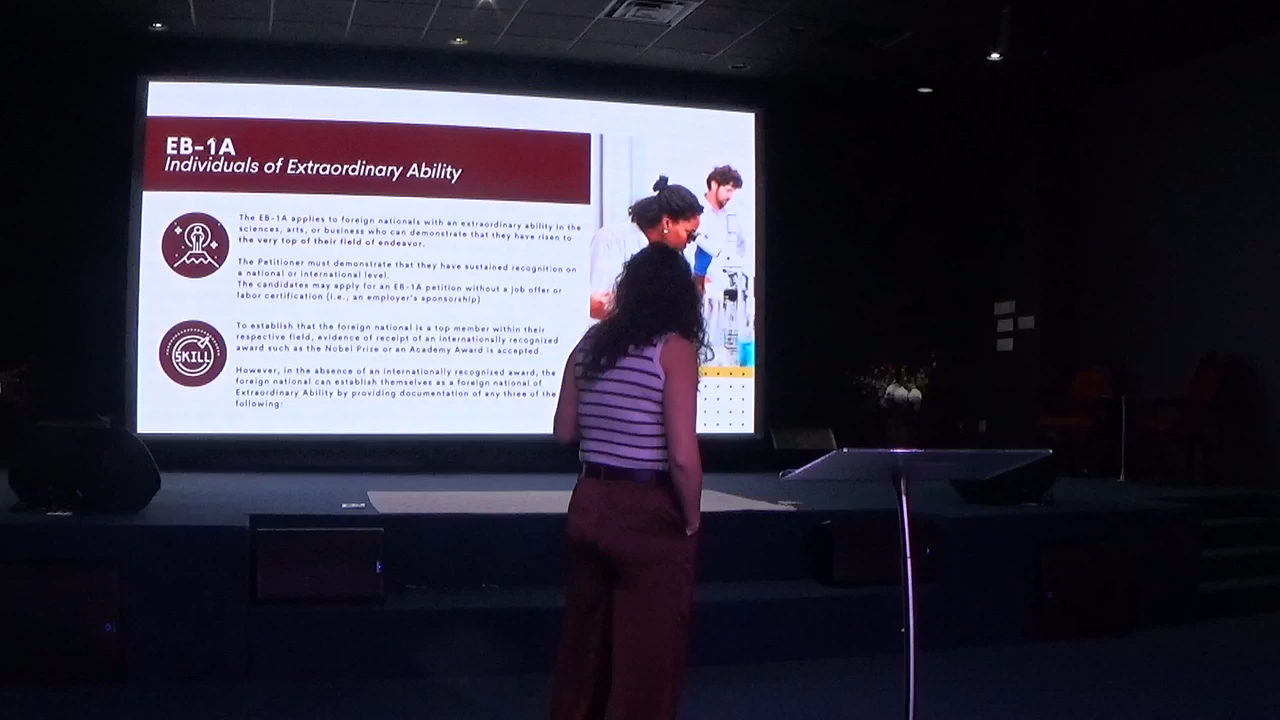 EB-1A
Individuals of Extraordinary Ability
The EB-1A applies to foreign nationals with an extraordinary ability in the
sciences, arts, or business who can demonstrate that they have risen to
the very top of their field of endeavor.
The Petitioner must demonstrate that they have sustained recognition on
a national or international level.
The candidates may apply for an EB-1A petition without a job offer or
labor certification (i.e., an employer's sponsorship)
SKILL
To establish that the foreign national is a top member within their
respective field, evidence of receipt of an internationally recognized
award such as the Nobel Prize or an Academy Award is accepted.
However, in the absence of an internationally recognized award, the
foreign national can establish themselves as a foreign national of
Extraordinary Ability by providing documentation of any three of the
following: